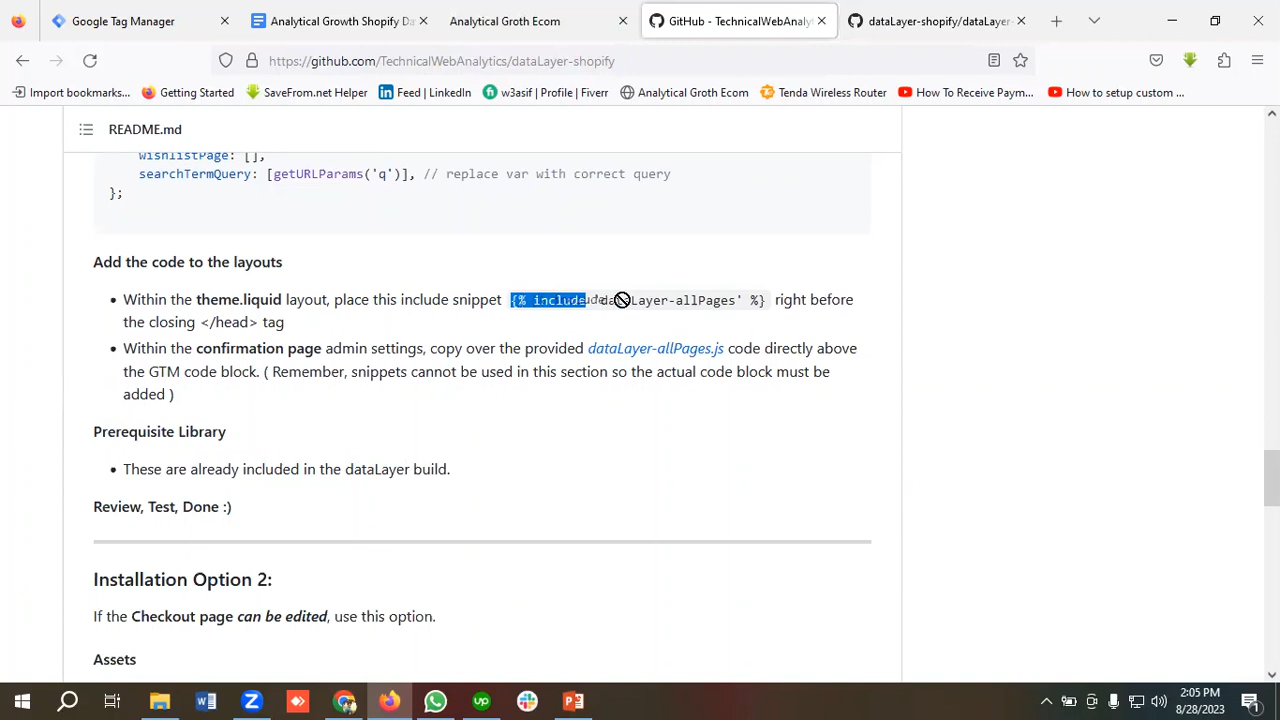 Google Tag Manager
Analytical Growth Shopify Da
Analytical Groth Ecom
GitHub - TechnicalWebAnaly
dataLayer-shopify/dataLayer-
https://github.com/TechnicalWebAnalytics/dataLayer-shopify
Import bookmarks...
Getting Started
SaveFrom.net Helper
Feed | LinkedIn
w3asif | Profile | Fiverr
Analytical Groth Ecom
Tenda Wireless Router
How To Receive Paym...
How to setup custom ...
README.md
wishlistPage: [],
searchTermQuery: [getURLParams('q')], // replace var with correct query
};
Add the code to the layouts
• Within the theme.liquid layout, place this include snippet {% include 'dataLayer-allPages' %} right before
the closing </head> tag
• Within the confirmation page admin settings, copy over the provided dataLayer-allPages.js code directly above
the GTM code block. ( Remember, snippets cannot be used in this section so the actual code block must be
added )
Prerequisite Library
• These are already included in the dataLayer build.
Review, Test, Done :)
Installation Option 2:
If the Checkout page can be edited, use this option.
Assets
2:05 PM
8/28/2023